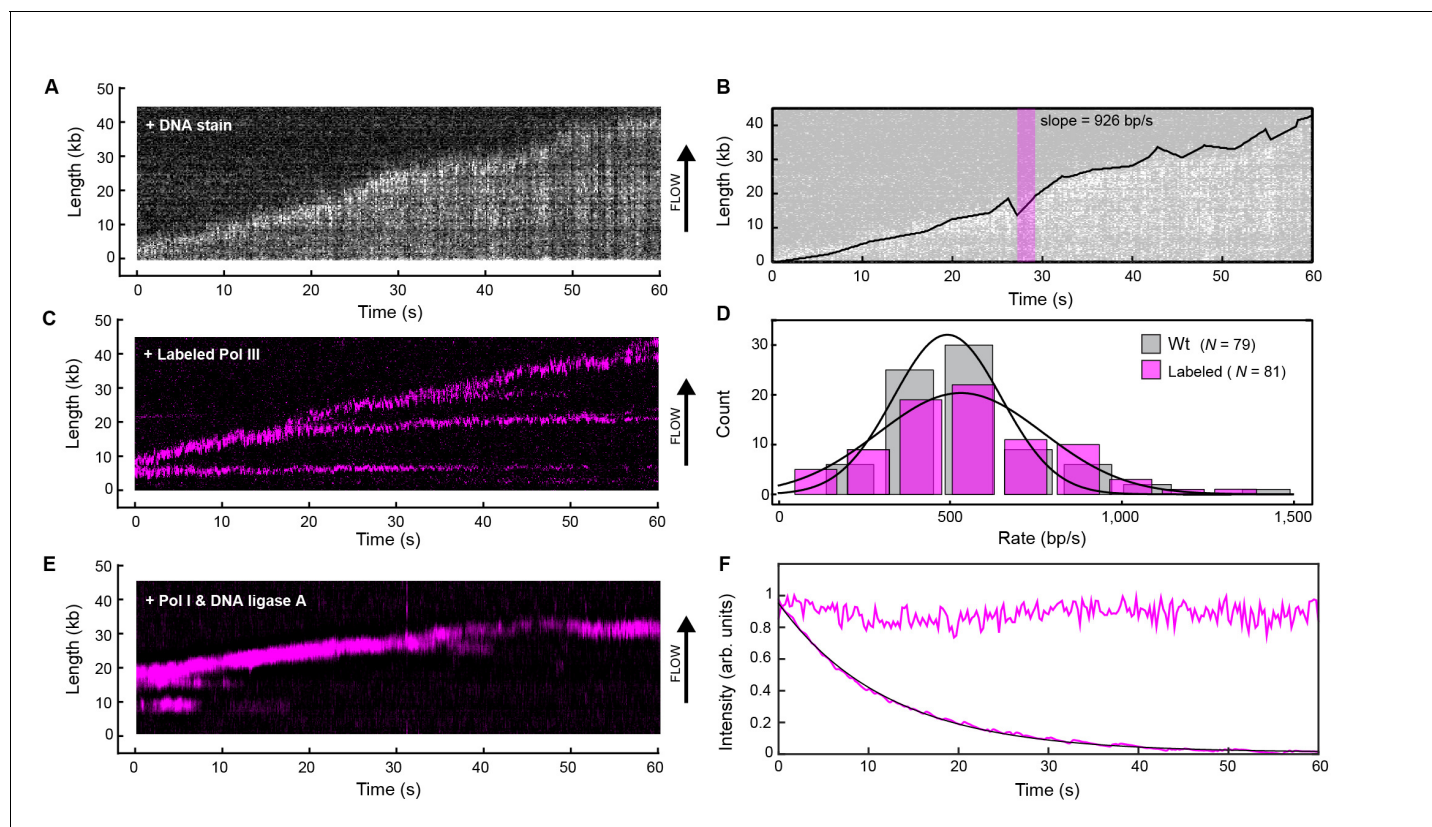 A
50
40
30
20
10
0
Length (kb)
+ DNA stain
FLOW
0 10 20 30 40 50 60
Time (s)
B
40
30
20
10
0
Length (kb)
slope = 926 bp/s
0 10 20 30 40 50 60
Time (s)
C
50
40
30
20
10
0
Length (kb)
+ Labeled Pol III
FLOW
0 10 20 30 40 50 60
Time (s)
D
30
20
10
0
Count
Wt (N = 79)
Labeled ( N = 81)
0 500 1,000 1,500
Rate (bp/s)
E
50
40
30
20
10
0
Length (kb)
+ Pol I & DNA ligase A
FLOW
0 10 20 30 40 50 60
Time (s)
F
1
0.8
0.6
0.4
0.2
0
Intensity (arb. units)
0 10 20 30 40 50 60
Time (s)